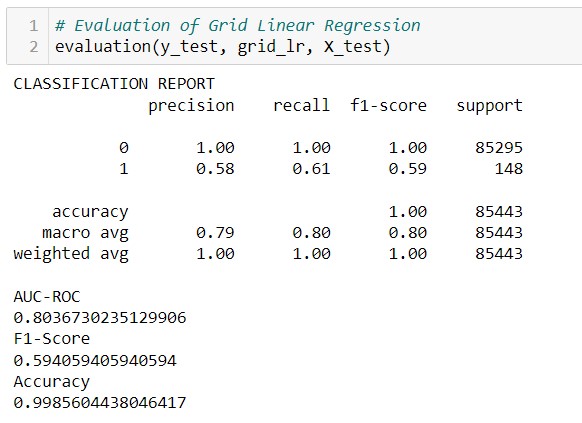 1 # Evaluation of Grid Linear Regression
2 evaluation(y_test, grid_lr, X_test)
CLASSIFICATION REPORT
precision recall f1-score support
0 1.00 1.00 1.00 85295
1 0.58 0.61 0.59 148
accuracy 1.00 85443
macro avg 0.79 0.80 0.80 85443
weighted avg 1.00 1.00 1.00 85443
AUC-ROC
0.8036730235129906
F1-Score
0.594059405940594
Accuracy
0.9985604438046417